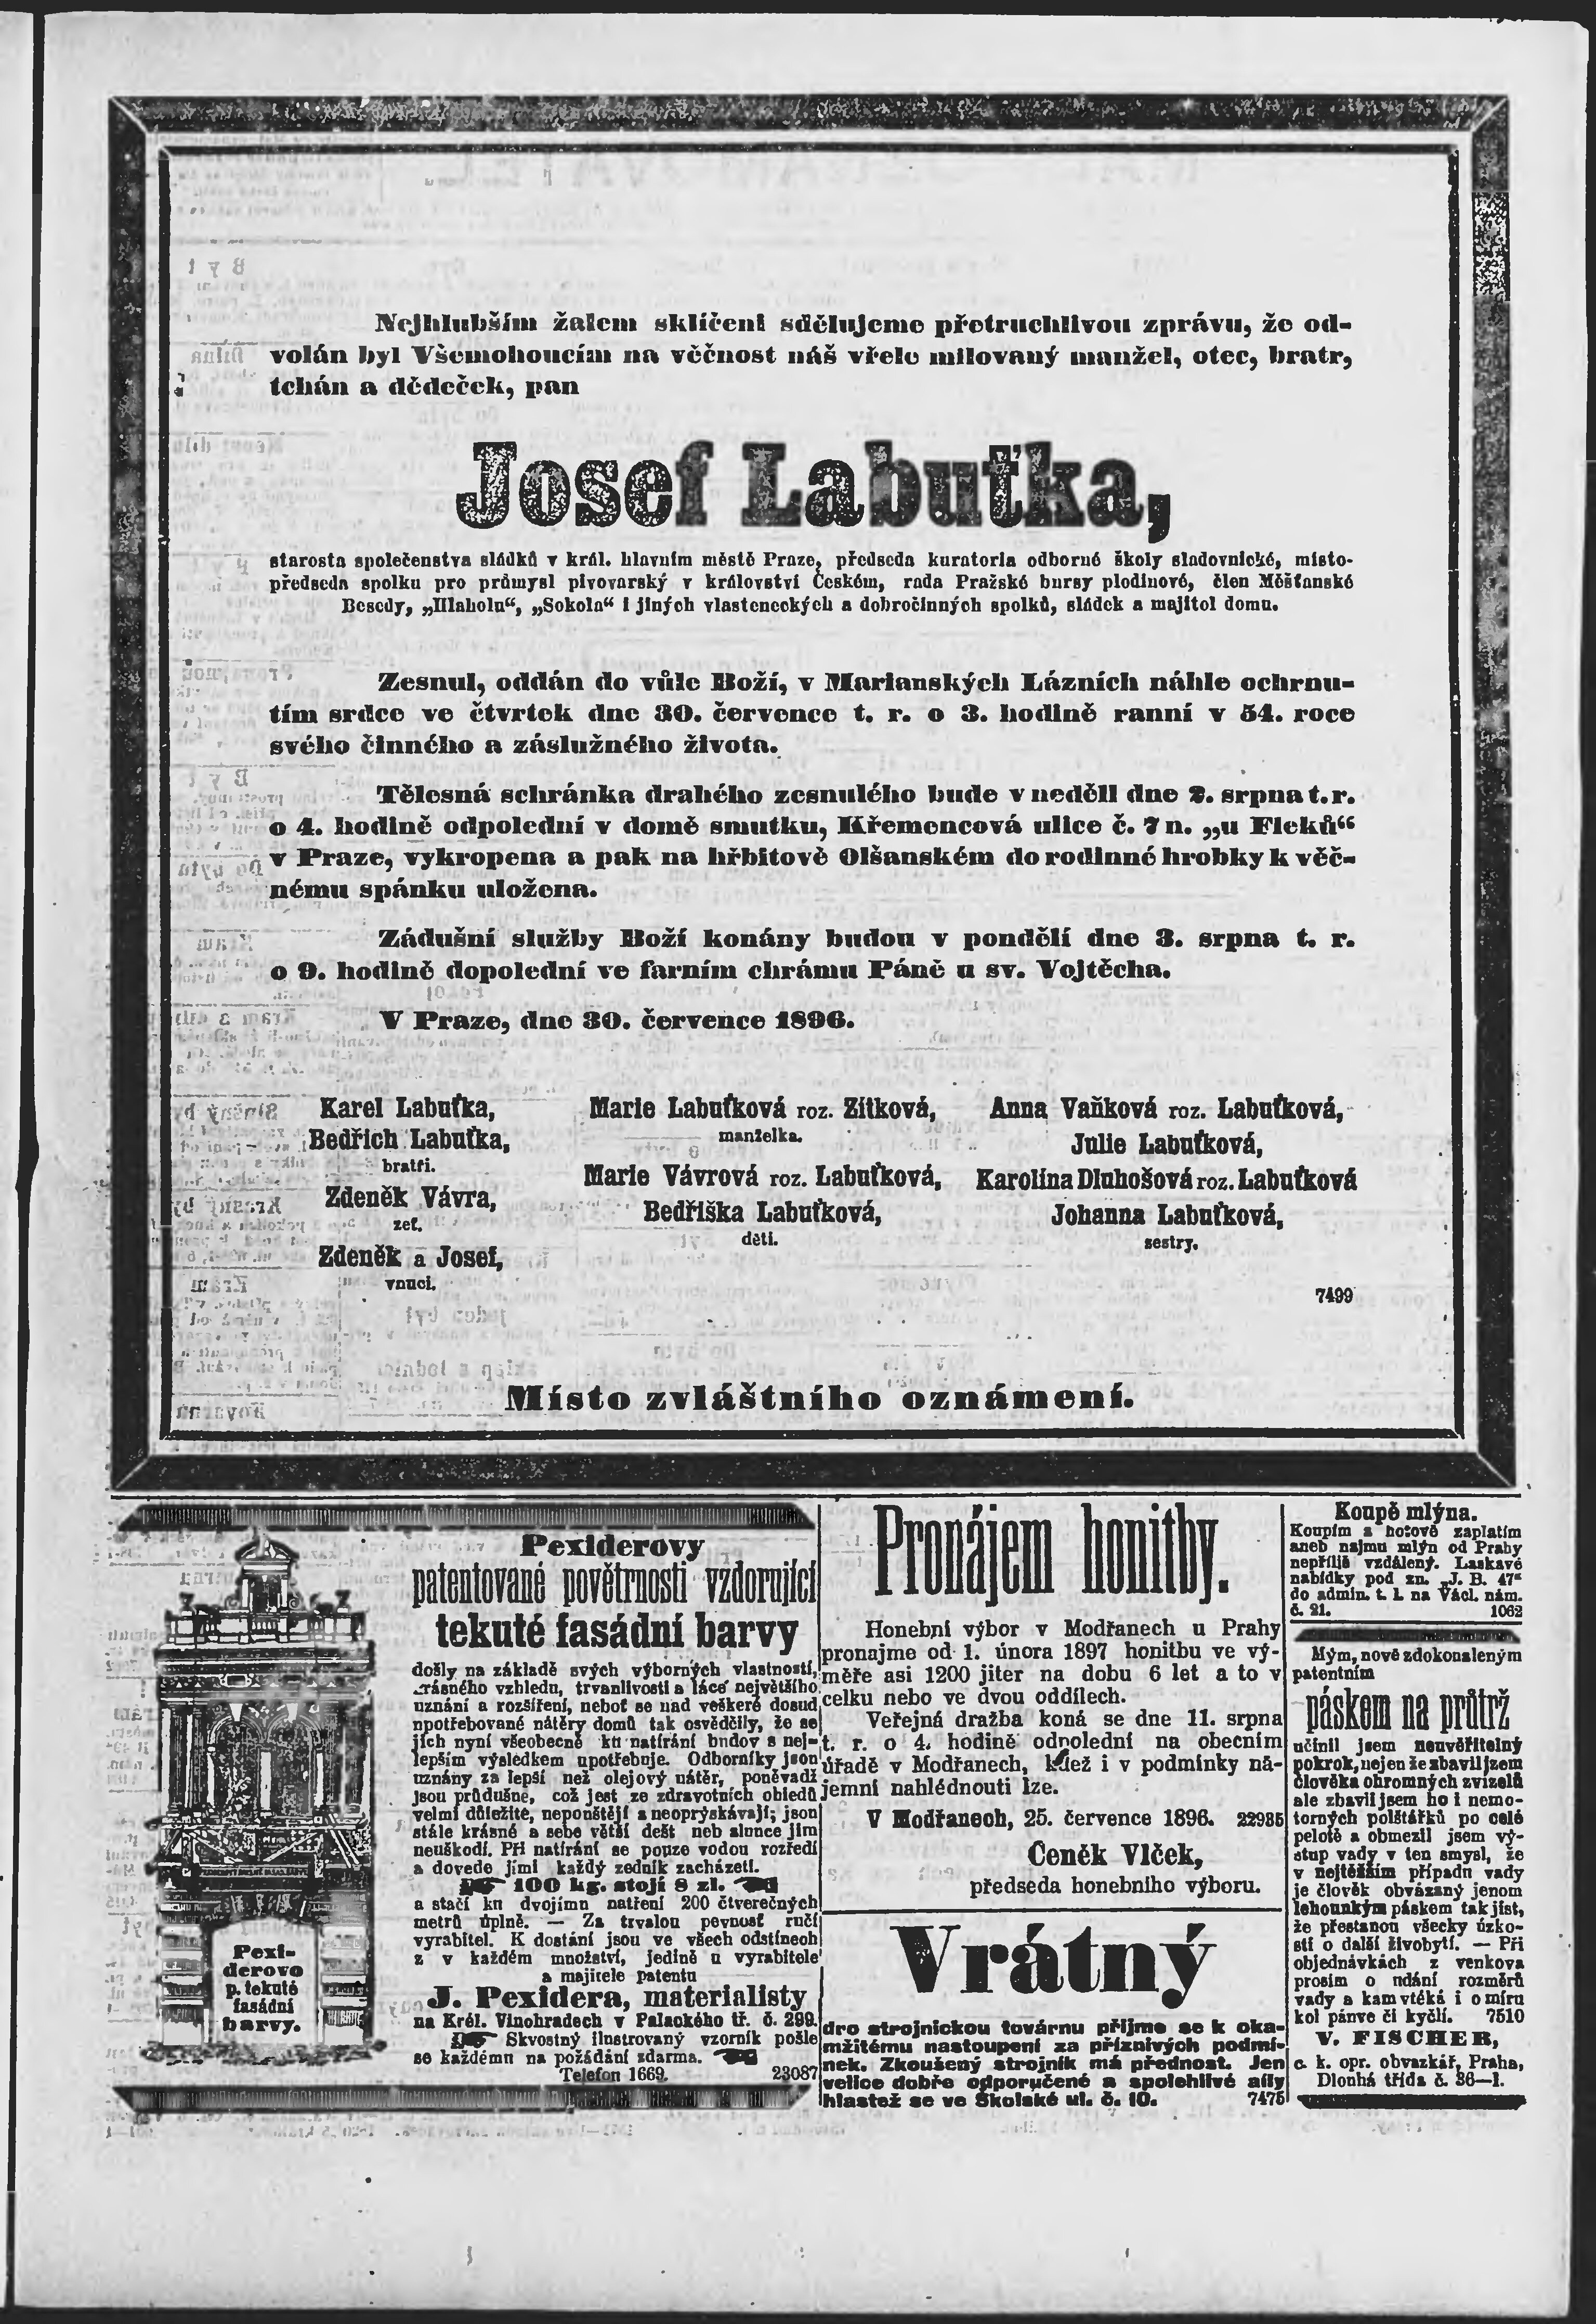 Nejhlubším žalem sklíčeni sdělujeme přetruchlivou zprávu, že od-
volán byl Všemohoucím na věčnost náš vřele milovaný manžel, otec, bratr,
tchán a dědeček, pan
Josef Labuťka,
starosta společenstva sládků v král. hlavním městě Praze, předseda kuratoria odborné školy sladovnické, místo-
předseda spolku pro průmysl pivovarský v království Českém, rada Pražské bursy plodinové, člen Měšťanské
Besedy, „Hlaholu“, „Sokola“ i jiných vlasteneckých a dobročinných spolků, sládek a majitel domu.
Zesnul, oddán do vůle Boží, v Marianských Lázních náhle ochrnu-
tím srdce ve čtvrtek dne 30. července t. r. o 3. hodině ranní v 54. roce
svého činného a záslužného života.
Tělesná schránka drahého zesnulého bude v neděli dne 2. srpna t. r.
o 4. hodině odpolední v domě smutku, Křemencová ulice č. 7 n. „u Fleků“
v Praze, vykropena a pak na hřbitově Olšanském do rodinné hrobky k věč-
nému spánku uložena.
Zádušní služby Boží konány budou v pondělí dne 3. srpna t. r.
o 9. hodině dopolední ve farním chrámu Páně u sv. Vojtěcha.
V Praze, dne 30. července 1896.
Karel Labuťka,
Bedřich Labuťka,
bratři.
Zdeněk Vávra,
zeť.
Zdeněk a Josef,
vnuci.
Marie Labuťková roz. Zítková,
manželka.
Marie Vávrová roz. Labuťková,
Bedřiška Labuťková,
děti.
Anna Vaňková roz. Labuťková,
Julie Labuťková,
Karolina Dluhošová roz. Labuťková
Johanna Labuťková,
sestry.
7499
Místo zvláštního oznámení.
Pexiderovo
p. tekuté
fasádní
barvy.
Pexiderovy
patentované povětrnosti vzdorující
tekuté fasádní barvy
došly na základě svých výborných vlastností,
krásného vzhledu, trvanlivosti a láce největšího
uznání a rozšíření, neboť se nad veškeré dosud
upotřebované nátěry domů tak osvědčily, že se
jich nyní všeobecně ku natírání budov s nej-
lepším výsledkem upotřebuje. Odborníky jsou
uznány za lepší než olejový nátěr, poněvadž
jsou průdušné, což jest ze zdravotních ohledů
velmi důležité, nepouštějí a neoprýskávají; jsou
stále krásné a sebe větší déšť neb slunce jim
neuškodí. Při natírání se pouze vodou rozředí
a dovede jimi každý zedník zacházeti.
100 kg. stojí 8 zl.
a stačí ku dvojímu natření 200 čtverečných
metrů úplně. — Za trvalou pevnost ručí
vyrabitel. K dostání jsou ve všech odstínech
z v každém množství, jedině u vyrabitele
a majitele patentu
J. Pexidera, materialisty
na Král. Vinohradech v Palackého tř. č. 299.
Skvostný ilustrovaný vzorník pošle
se každému na požádání zdarma.
Telefon 1669. 23087
Pronájem honitby.
Honební výbor v Modřanech u Prahy
pronajme od 1. února 1897 honitbu ve vý-
měře asi 1200 jiter na dobu 6 let a to v
celku nebo ve dvou oddílech.
Veřejná dražba koná se dne 11. srpna
t. r. o 4. hodině odpolední na obecním
úřadě v Modřanech, kdež i v podmínky ná-
jemní nahlédnouti lze.
V Modřanech, 25. července 1896. 22985
Čeněk Vlček,
předseda honebního výboru.
Vrátný
pro strojnickou továrnu přijme se k oka-
mžitému nastoupení za příznivých podmí-
nek. Zkoušený strojník má přednost. Jen
velice dobře odporučené a spolehlivé síly
hlastež se ve Školské ul. č. 10. 7475
Koupě mlýna.
Koupím a hotově zaplatím
aneb najmu mlýn od Prahy
nepříliš vzdálený. Laskavé
nabídky pod zn. „J. B. 47“
do admin. t. l. na Václ. nám.
č. 21. 1062
Mým, nově zdokonaleným
patentním
páskem na průtrž
učinil jsem neuvěřitelný
pokrok, nejen že zbavil jsem
člověka ohromných zvizelů
ale zbavil jsem ho i nemo-
torných polštářků po celé
pelotě a obmezil jsem vý-
stup vady v ten smysl, že
v nejtěžším případu vady
je člověk obvázaný jenom
lehounkým páskem tak jist,
že přestanou všecky úzko-
sti o další živobytí. — Při
objednávkách z venkova
prosím o udání rozměrů
vady a kam vtéká i o míru
kol pánve či kyčlí. 7510
V. FISCHER,
c. k. opr. obvazkář, Praha,
Dlouhá třída č. 36—I.